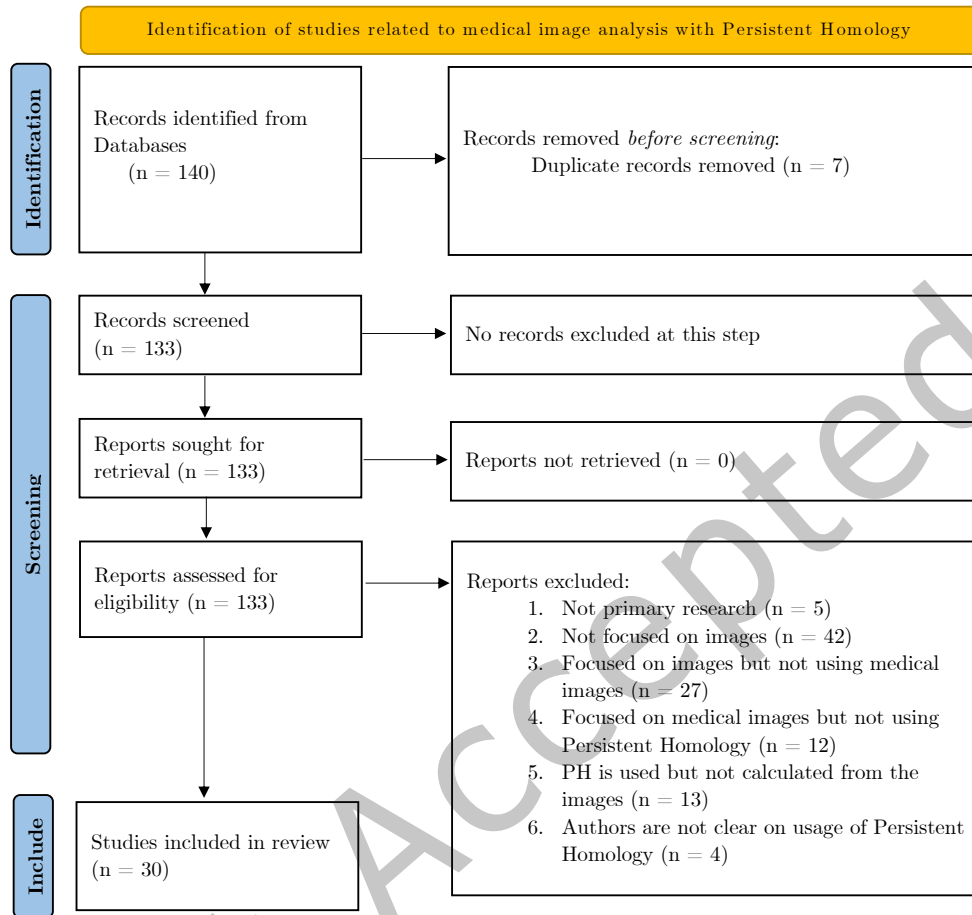 Identification of studies related to medical image analysis with Persistent Homology
Identification
Records identified from
Databases
(n = 140)
Records removed before screening:
Duplicate records removed (n = 7)
Screening
Records screened
(n = 133)
No records excluded at this step
Reports sought for
retrieval (n = 133)
Reports not retrieved (n = 0)
Reports assessed for
eligibility (n = 133)
Reports excluded:
1. Not primary research (n = 5)
2. Not focused on images (n = 42)
3. Focused on images but not using medical
images (n = 27)
4. Focused on medical images but not using
Persistent Homology (n = 12)
5. PH is used but not calculated from the
images (n = 13)
6. Authors are not clear on usage of Persistent
Homology (n = 4)
Include
Studies included in review
(n = 30)
Accepted